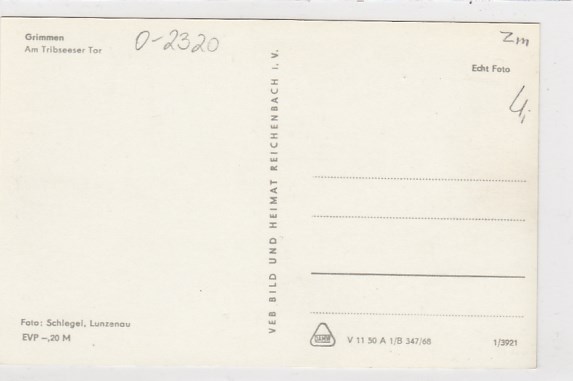 Grimmen
Am Tribseeser Tor
O-2320
Zm
Echt Foto
4,-
VEB BILD UND HEIMAT REICHENBACH I. V.
Foto: Schlegel, Lunzenau
EVP -,20 M
DAMW
V 11 50 A 1/B 347/68
1/3921